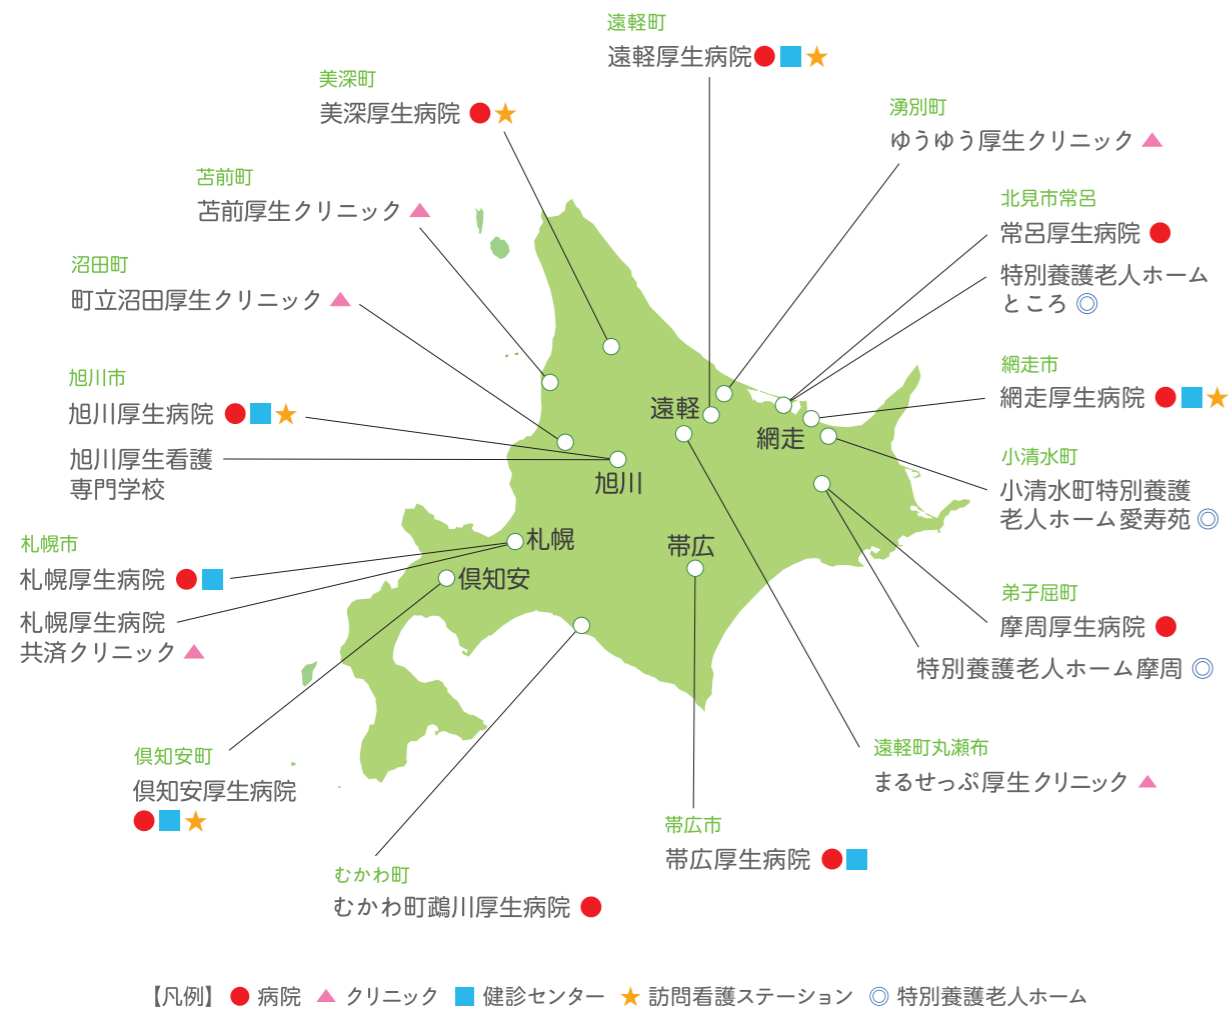 遠軽町
遠軽厚生病院
美深町
美深厚生病院
湧別町
ゆうゆう厚生クリニック
苫前町
苫前厚生クリニック
北見市常呂
常呂厚生病院
特別養護老人ホーム
ところ
沼田町
町立沼田厚生クリニック
網走市
網走厚生病院
旭川市
旭川厚生病院
旭川厚生看護
専門学校
遠軽
網走
旭川
小清水町
小清水町特別養護
老人ホーム愛寿苑
札幌市
札幌厚生病院
札幌厚生病院
共済クリニック
札幌
帯広
倶知安
弟子屈町
摩周厚生病院
特別養護老人ホーム摩周
倶知安町
倶知安厚生病院
遠軽町丸瀬布
まるせっぷ厚生クリニック
帯広市
帯広厚生病院
むかわ町
むかわ町鵡川厚生病院
【凡例】 ● 病院 ▲ クリニック ■ 健診センター ★ 訪問看護ステーション ◎ 特別養護老人ホーム